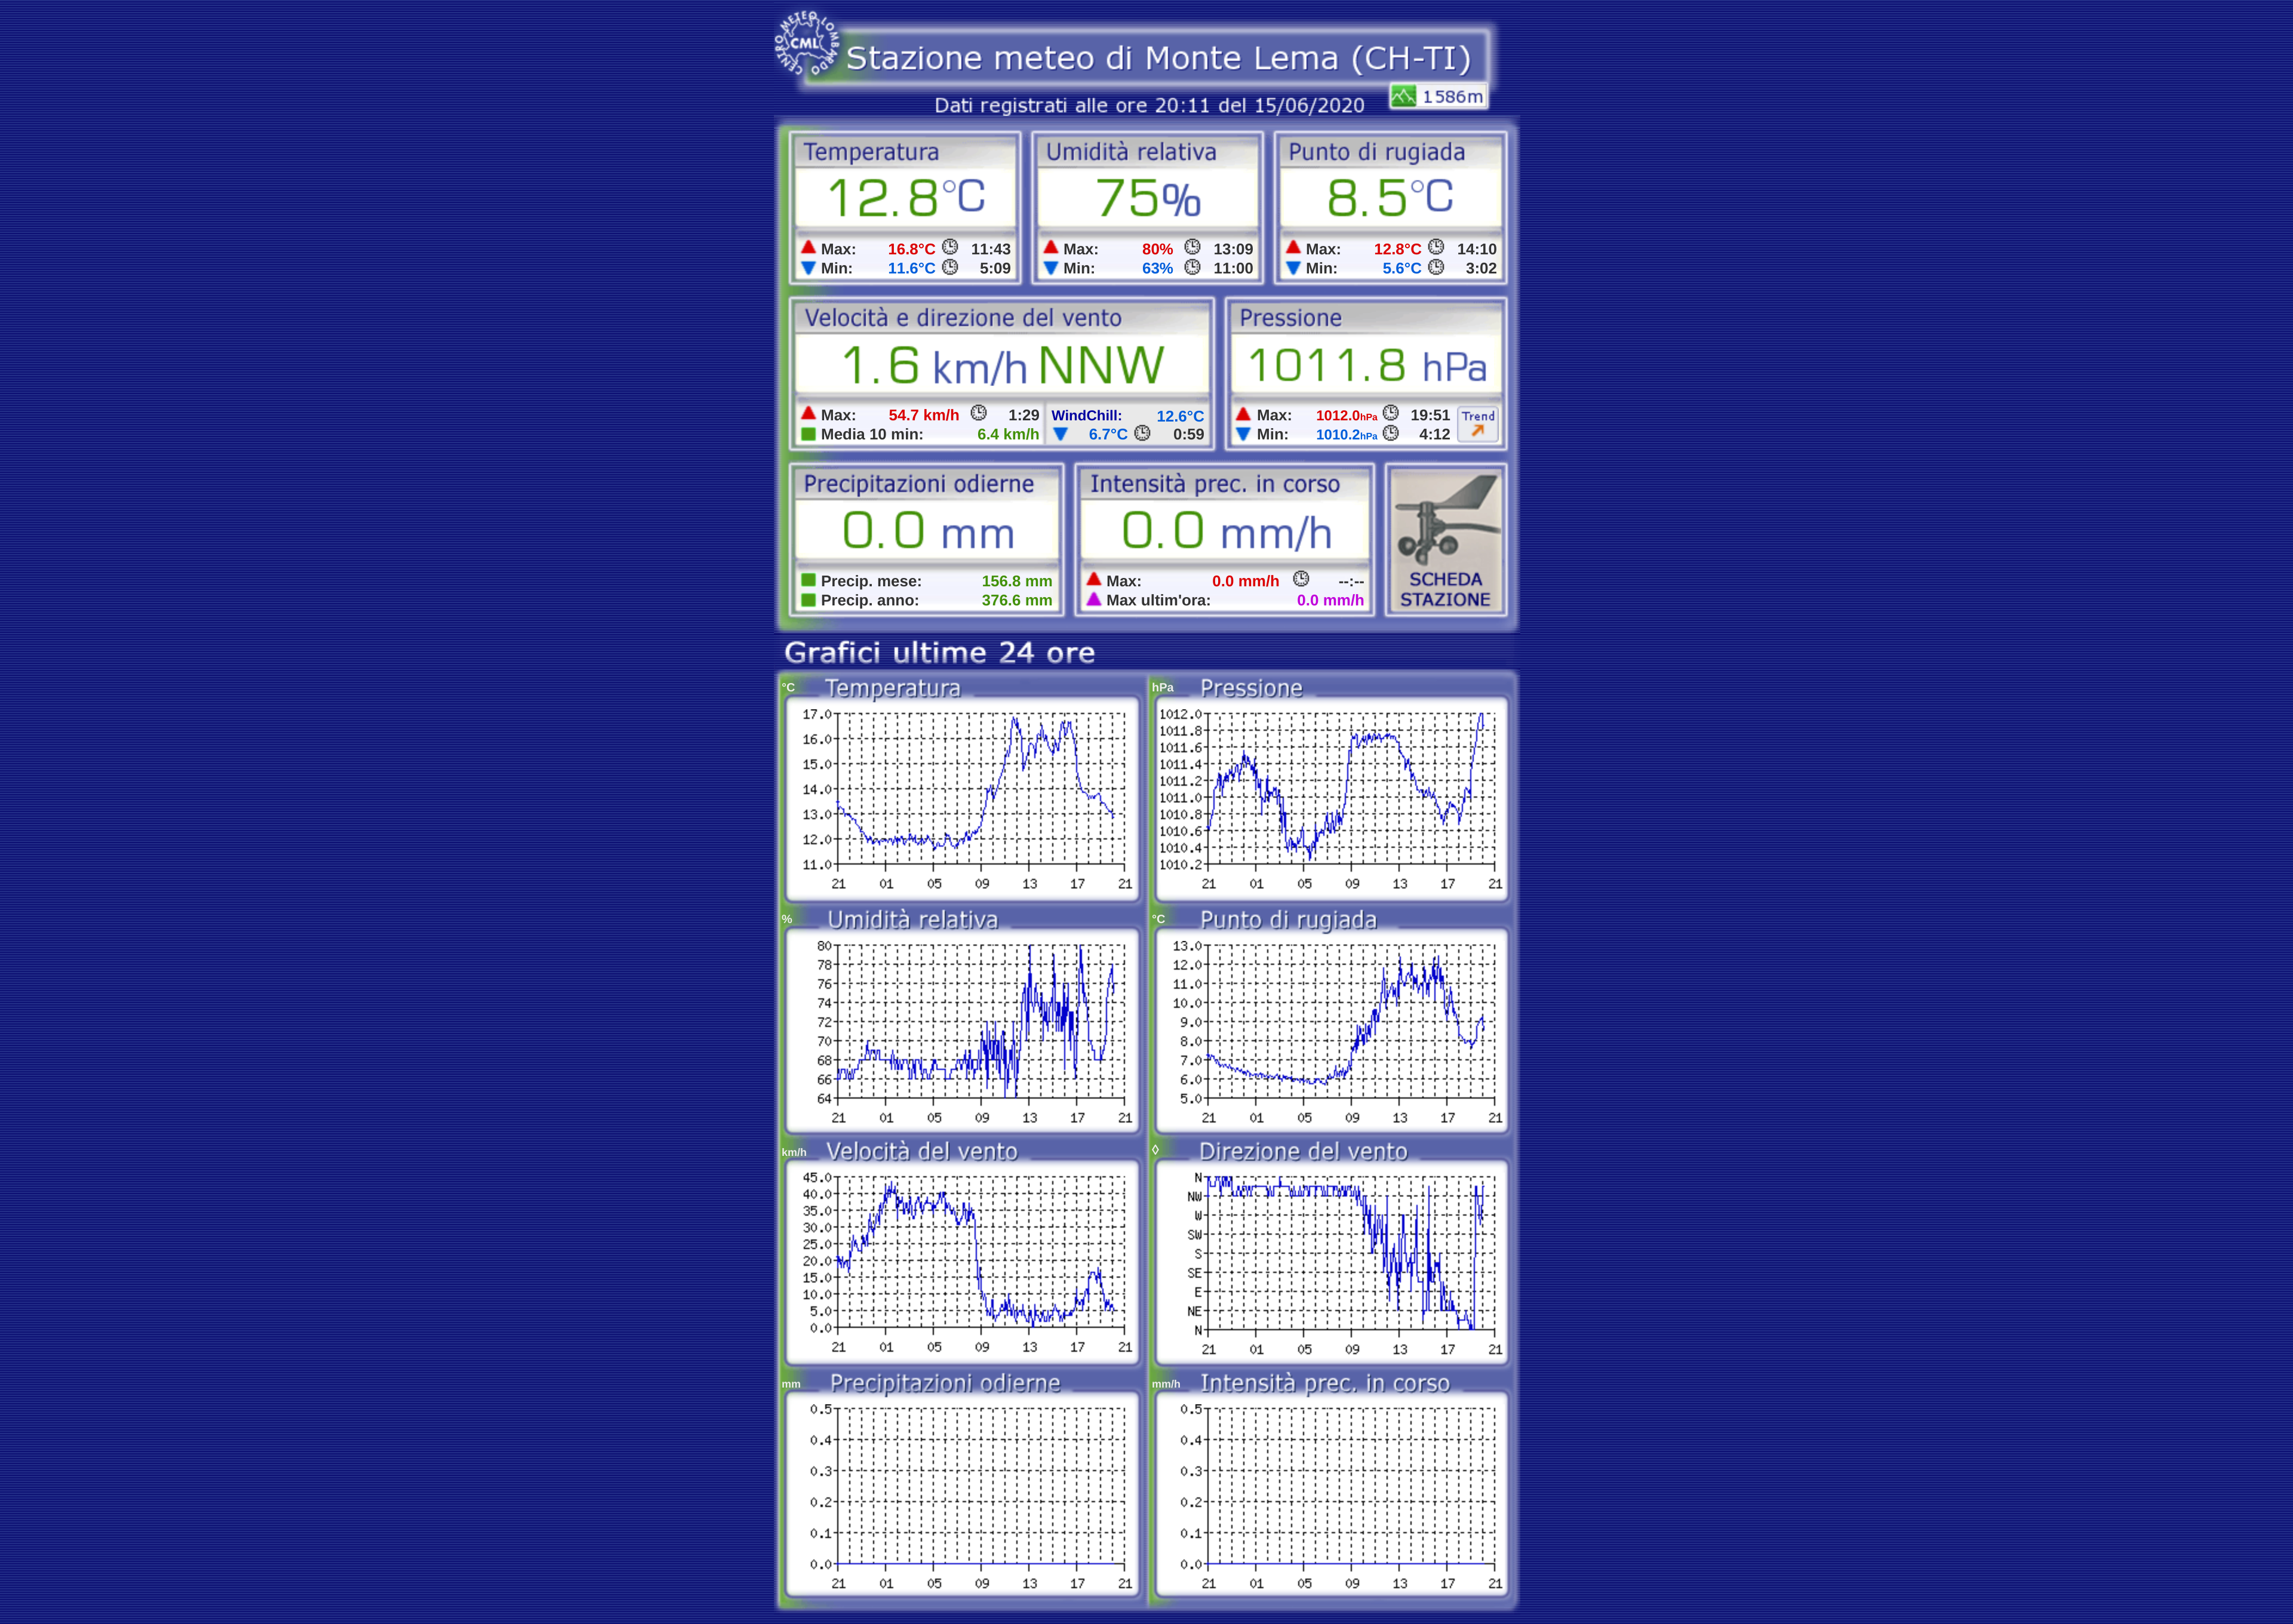 CENTRO METEO LOMBARDO
CML
Stazione meteo di Monte Lema (CH-TI)
Dati registrati alle ore 20:11 del 15/06/2020
1586m
Temperatura
12.8°C
Max: 16.8°C 11:43
Min: 11.6°C 5:09
Umidità relativa
75%
Max: 80% 13:09
Min: 63% 11:00
Punto di rugiada
8.5°C
Max: 12.8°C 14:10
Min: 5.6°C 3:02
Velocità e direzione del vento
1.6 km/h NNW
Max: 54.7 km/h 1:29
Media 10 min: 6.4 km/h
WindChill: 12.6°C
6.7°C 0:59
Pressione
1011.8 hPa
Max: 1012.0hPa 19:51
Min: 1010.2hPa 4:12
Trend
Precipitazioni odierne
0.0 mm
Precip. mese: 156.8 mm
Precip. anno: 376.6 mm
Intensità prec. in corso
0.0 mm/h
Max: 0.0 mm/h --:--
Max ultim'ora: 0.0 mm/h
SCHEDA
STAZIONE
Grafici ultime 24 ore
°C Temperatura
17.0
16.0
15.0
14.0
13.0
12.0
11.0
21 01 05 09 13 17 21
hPa Pressione
1012.0
1011.8
1011.6
1011.4
1011.2
1011.0
1010.8
1010.6
1010.4
1010.2
21 01 05 09 13 17 21
% Umidità relativa
80
78
76
74
72
70
68
66
64
21 01 05 09 13 17 21
°C Punto di rugiada
13.0
12.0
11.0
10.0
9.0
8.0
7.0
6.0
5.0
21 01 05 09 13 17 21
km/h Velocità del vento
45.0
40.0
35.0
30.0
25.0
20.0
15.0
10.0
5.0
0.0
21 01 05 09 13 17 21
◊ Direzione del vento
N
NW
W
SW
S
SE
E
NE
N
21 01 05 09 13 17 21
mm Precipitazioni odierne
0.5
0.4
0.3
0.2
0.1
0.0
21 01 05 09 13 17 21
mm/h Intensità prec. in corso
0.5
0.4
0.3
0.2
0.1
0.0
21 01 05 09 13 17 21